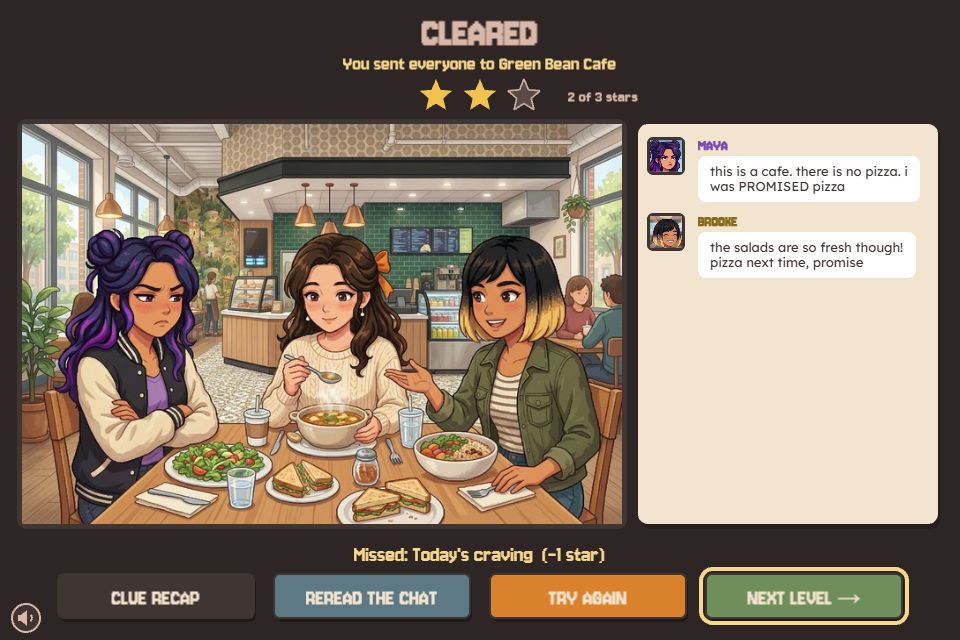 CLEARED
You sent everyone to Green Bean Cafe
2 of 3 stars
MAYA
this is a cafe. there is no pizza. i
was PROMISED pizza
BROOKE
the salads are so fresh though!
pizza next time, promise
Missed: Today's craving (-1 star)
CLUE RECAP
REREAD THE CHAT
TRY AGAIN
NEXT LEVEL →